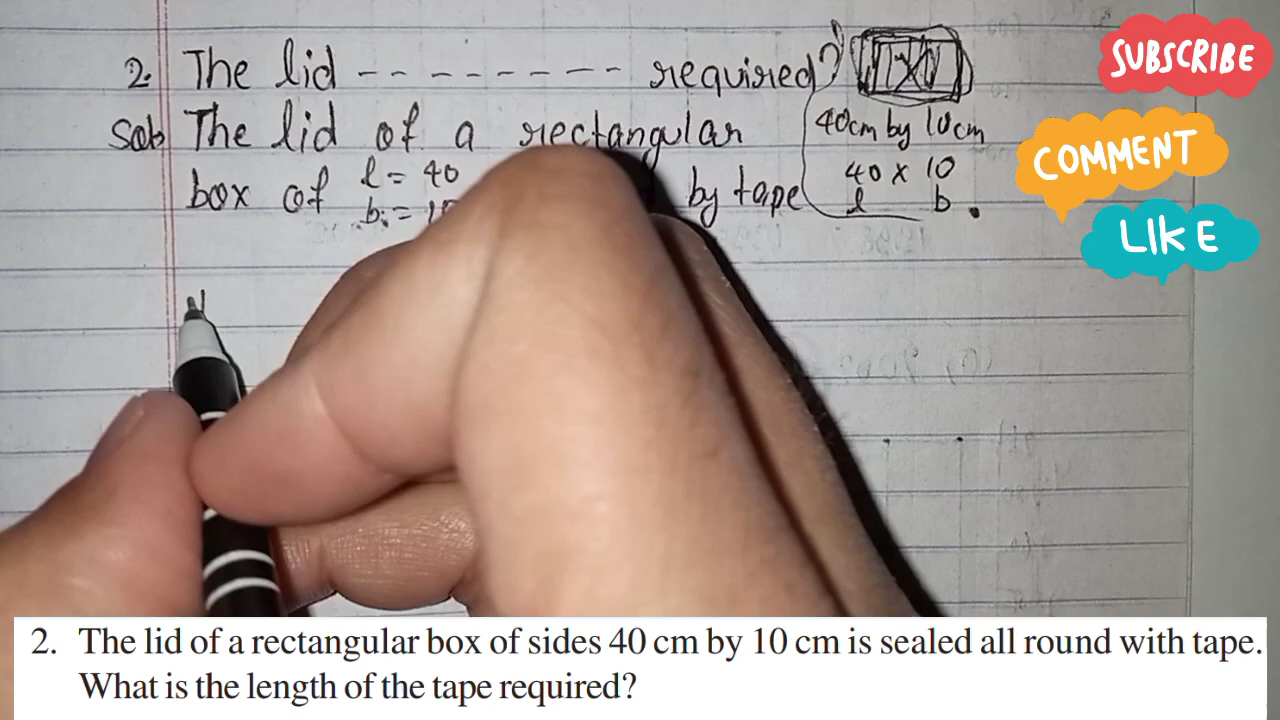 2. The lid - - - - - - - - required?
Sol: The lid of a rectangular
box of l = 40 by tape
b = 10
40cm by 10cm
40 x 10
l b .
SUBSCRIBE
COMMENT
LIKE
2. The lid of a rectangular box of sides 40 cm by 10 cm is sealed all round with tape.
What is the length of the tape required?